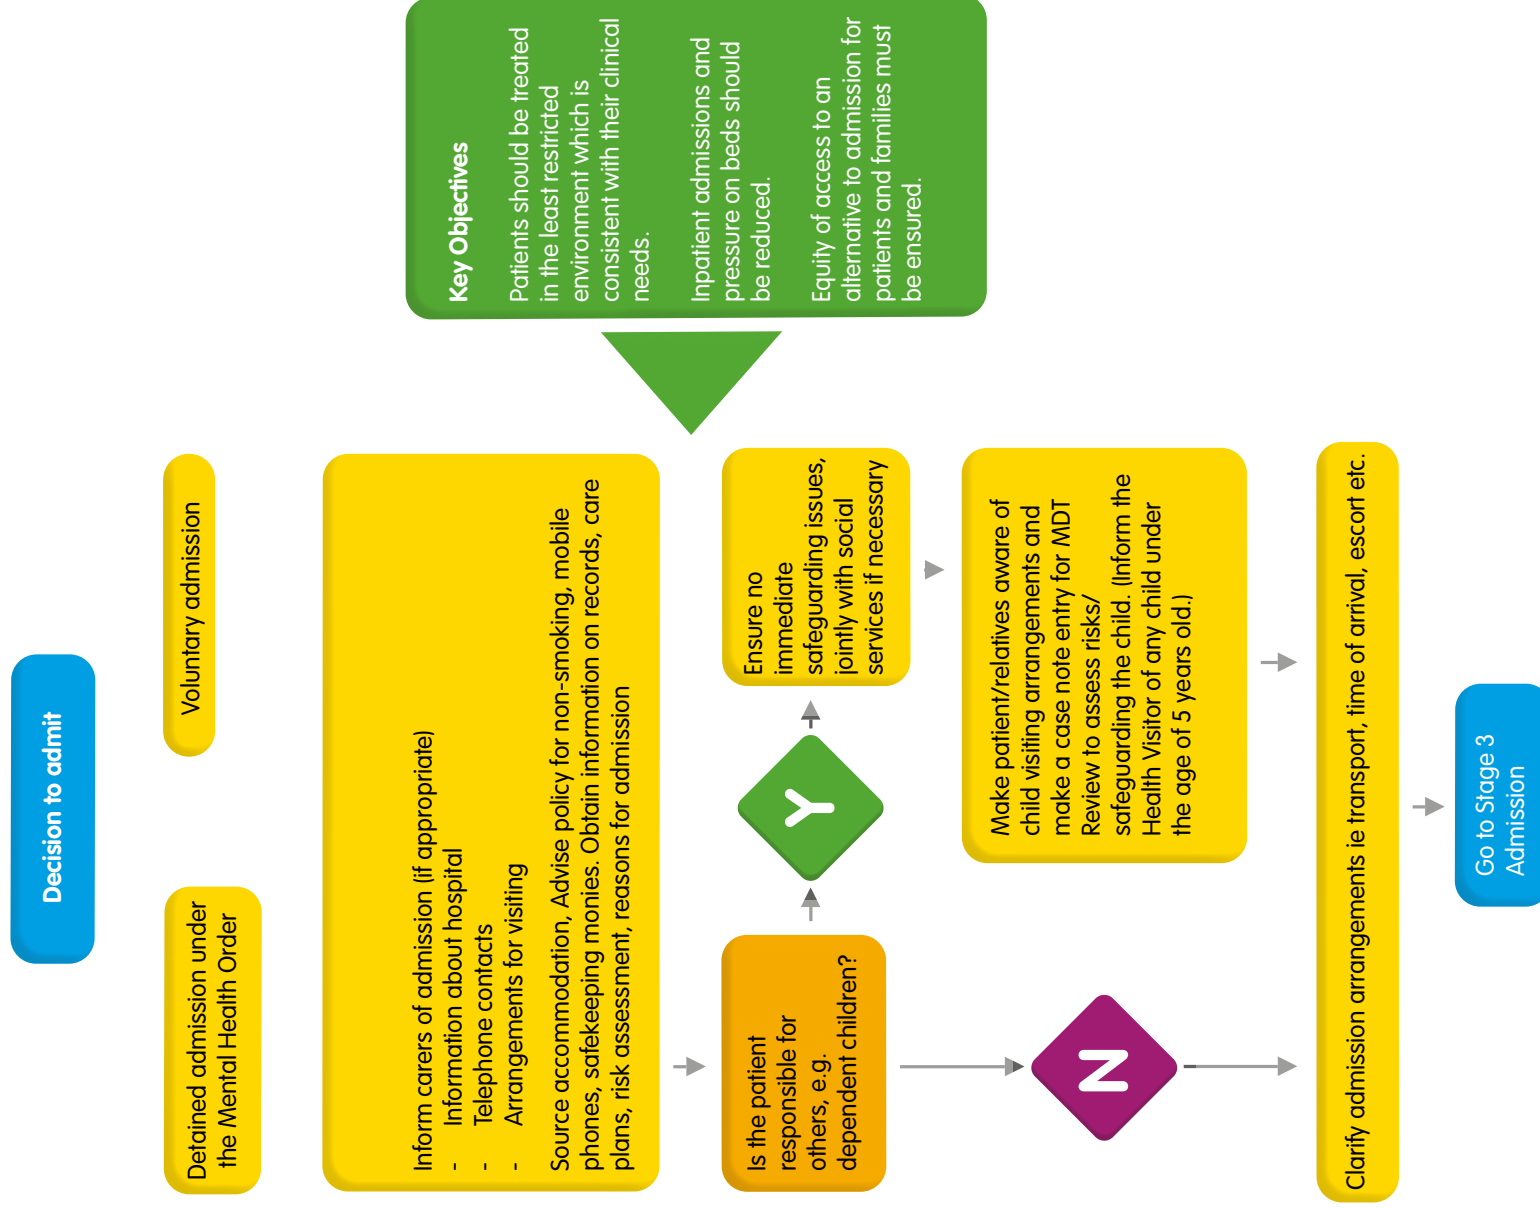 Decision to admit
Detained admission under
the Mental Health Order
Voluntary admission
Inform carers of admission (if appropriate)
- Information about hospital
- Telephone contacts
- Arrangements for visiting
Source accommodation, Advise policy for non-smoking, mobile
phones, safekeeping monies. Obtain information on records, care
plans, risk assessment, reasons for admission
Is the patient
responsible for
others, e.g.
dependent children?
Y
Ensure no
immediate
safeguarding issues,
jointly with social
services if necessary
Make patient/relatives aware of
child visiting arrangements and
make a case note entry for MDT
Review to assess risks/
safeguarding the child. (Inform the
Health Visitor of any child under
the age of 5 years old.)
N
Clarify admission arrangements ie transport, time of arrival, escort etc.
Go to Stage 3
Admission
Key Objectives
Patients should be treated
in the least restricted
environment which is
consistent with their clinical
needs.
Inpatient admissions and
pressure on beds should
be reduced.
Equity of access to an
alternative to admission for
patients and families must
be ensured.